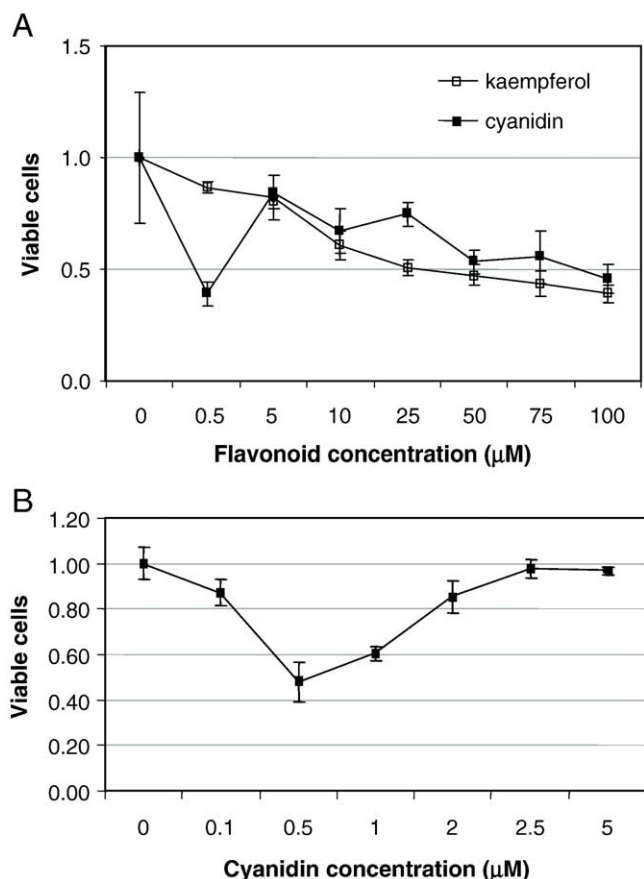 A
1.5
1.0
0.5
0.0
Viable cells
kaempferol
cyanidin
0 0.5 5 10 25 50 75 100
Flavonoid concentration (μM)
B
1.20
1.00
0.80
0.60
0.40
0.20
0.00
Viable cells
0 0.1 0.5 1 2 2.5 5
Cyanidin concentration (μM)